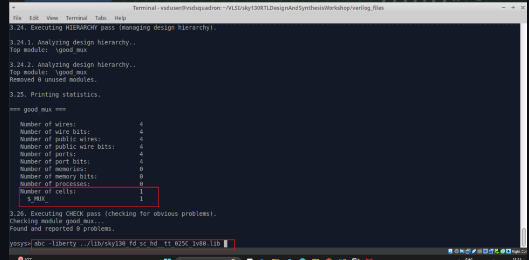 Terminal - vsduser@vsdsquadron:~/VLSI/sky130RTLDesignAndSynthesisWorkshop/verilog_files
File Edit View Terminal Tabs Help
3.24. Executing HIERARCHY pass (managing design hierarchy).
3.24.1. Analyzing design hierarchy..
Top module:  \good_mux
3.24.2. Analyzing design hierarchy..
Top module:  \good_mux
Removed 0 unused modules.
3.25. Printing statistics.
=== good_mux ===
Number of wires: 4
Number of wire bits: 4
Number of public wires: 4
Number of public wire bits: 4
Number of ports: 4
Number of port bits: 4
Number of memories: 0
Number of memory bits: 0
Number of processes: 0
Number of cells: 1
$_MUX_ 1
3.26. Executing CHECK pass (checking for obvious problems).
Checking module good_mux...
Found and reported 0 problems.
yosys> abc -liberty ../lib/sky130_fd_sc_hd__tt_025C_1v80.lib